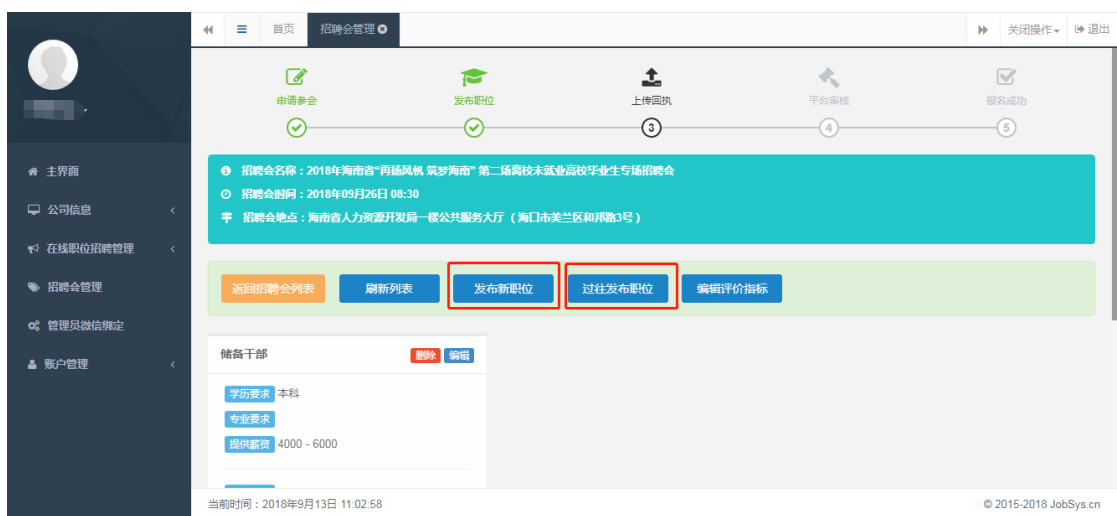 首页 招聘会管理 关闭操作 退出
申请参会 发布职位 上传回执 平台审核 报名成功
3 4 5
主界面
公司信息
在线职位招聘管理
招聘会管理
管理员微信绑定
账户管理
招聘会名称：2018年海南省“再扬风帆 筑梦海南” 第二场离校未就业高校毕业生专场招聘会
招聘会时间：2018年09月26日 08:30
招聘会地点：海南省人力资源开发局一楼公共服务大厅（海口市美兰区和邦路3号）
返回招聘会列表 刷新列表 发布新职位 过往发布职位 编辑评价指标
储备干部 删除 编辑
学历要求 本科
专业要求
提供薪资 4000 - 6000
当前时间：2018年9月13日 11:02:58 © 2015-2018 JobSys.cn